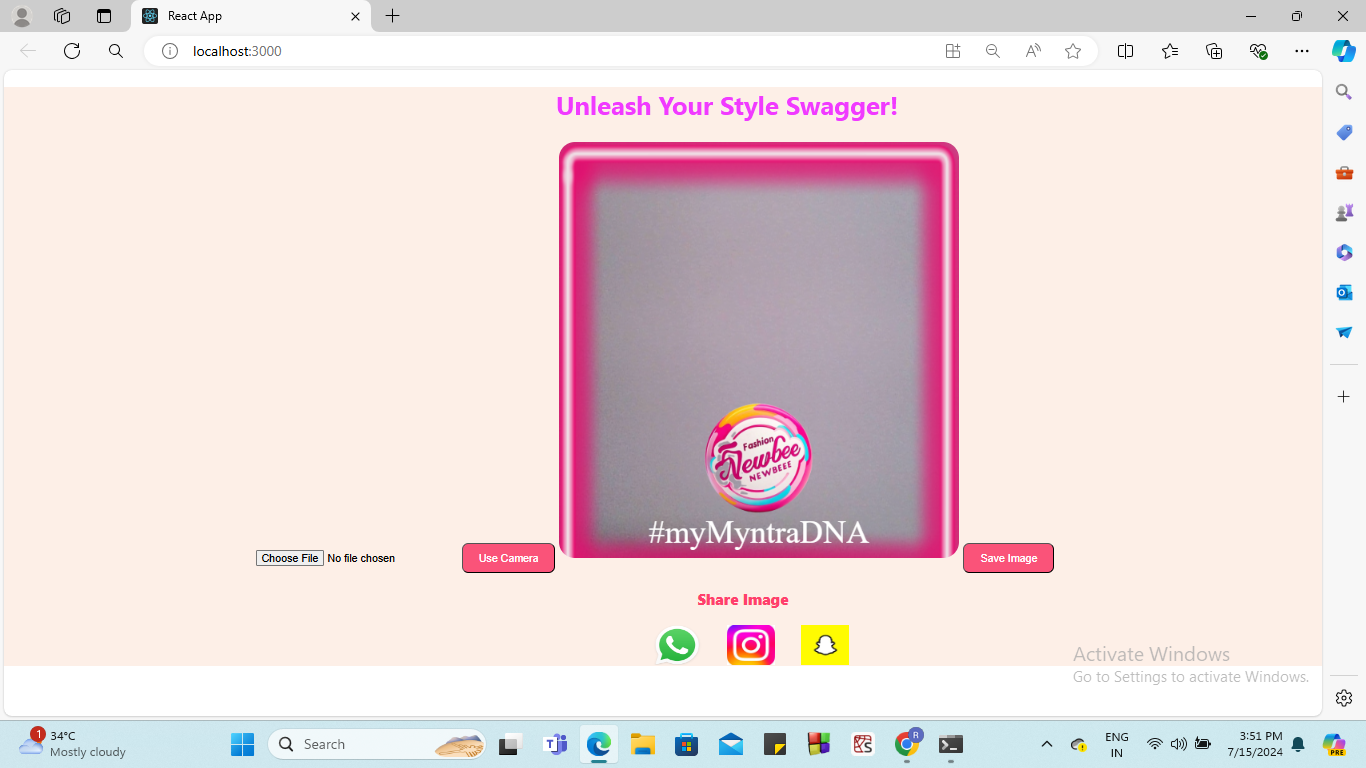 React App
localhost:3000
Unleash Your Style Swagger!
Fashion
Newbee
NEWBEEE
#myMyntraDNA
Choose File No file chosen
Use Camera
Save Image
Share Image
Activate Windows
Go to Settings to activate Windows.
1
34°C
Mostly cloudy
Search
R
ENG
IN
3:51 PM
7/15/2024
PRE